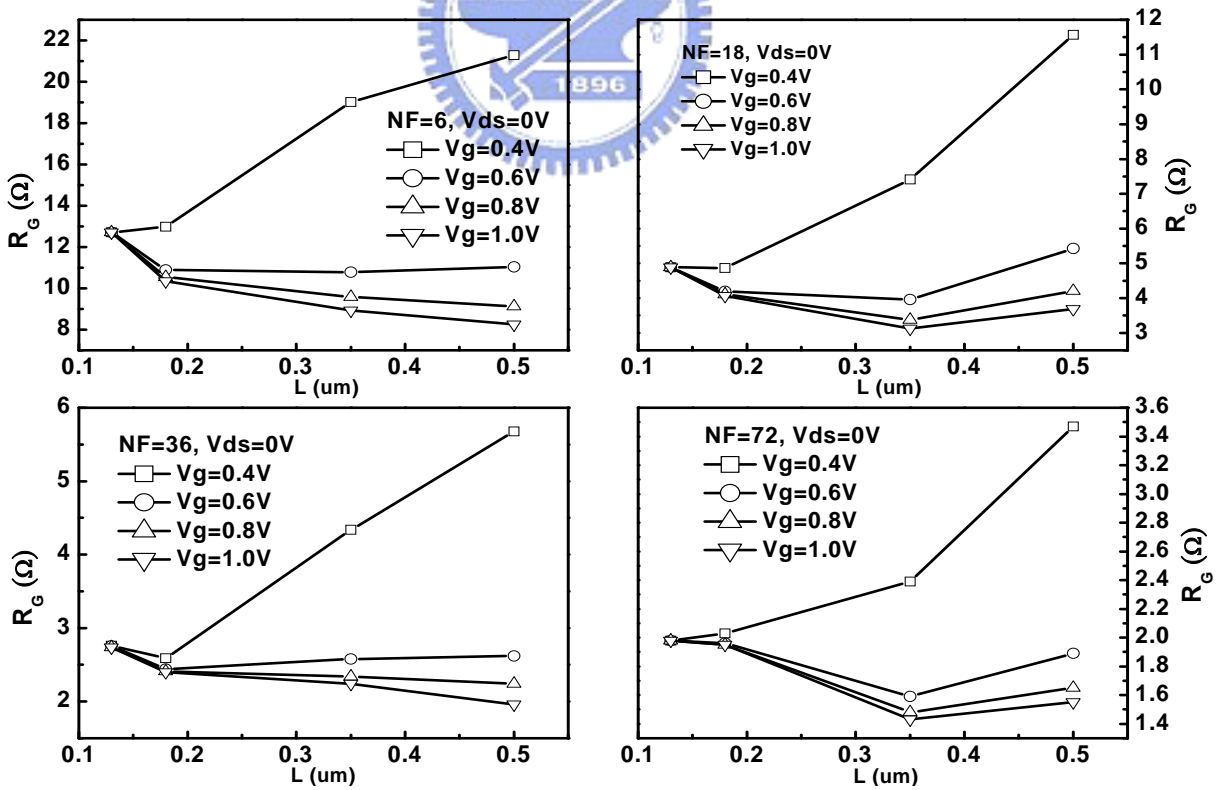 22
20
18
16
14
12
10
8
R_G (Ω)
0.1 0.2 0.3 0.4 0.5
L (um)
NF=6, Vds=0V
Vg=0.4V
Vg=0.6V
Vg=0.8V
Vg=1.0V
1896
NF=18, Vds=0V
Vg=0.4V
Vg=0.6V
Vg=0.8V
Vg=1.0V
12
11
10
9
8
7
6
5
4
3
R_G (Ω)
0.1 0.2 0.3 0.4 0.5
L (um)
6
4
2
R_G (Ω)
0.1 0.2 0.3 0.4 0.5
L (um)
NF=36, Vds=0V
Vg=0.4V
Vg=0.6V
Vg=0.8V
Vg=1.0V
NF=72, Vds=0V
Vg=0.4V
Vg=0.6V
Vg=0.8V
Vg=1.0V
3.6
3.4
3.2
3.0
2.8
2.6
2.4
2.2
2.0
1.8
1.6
1.4
R_G (Ω)
0.1 0.2 0.3 0.4 0.5
L (um)